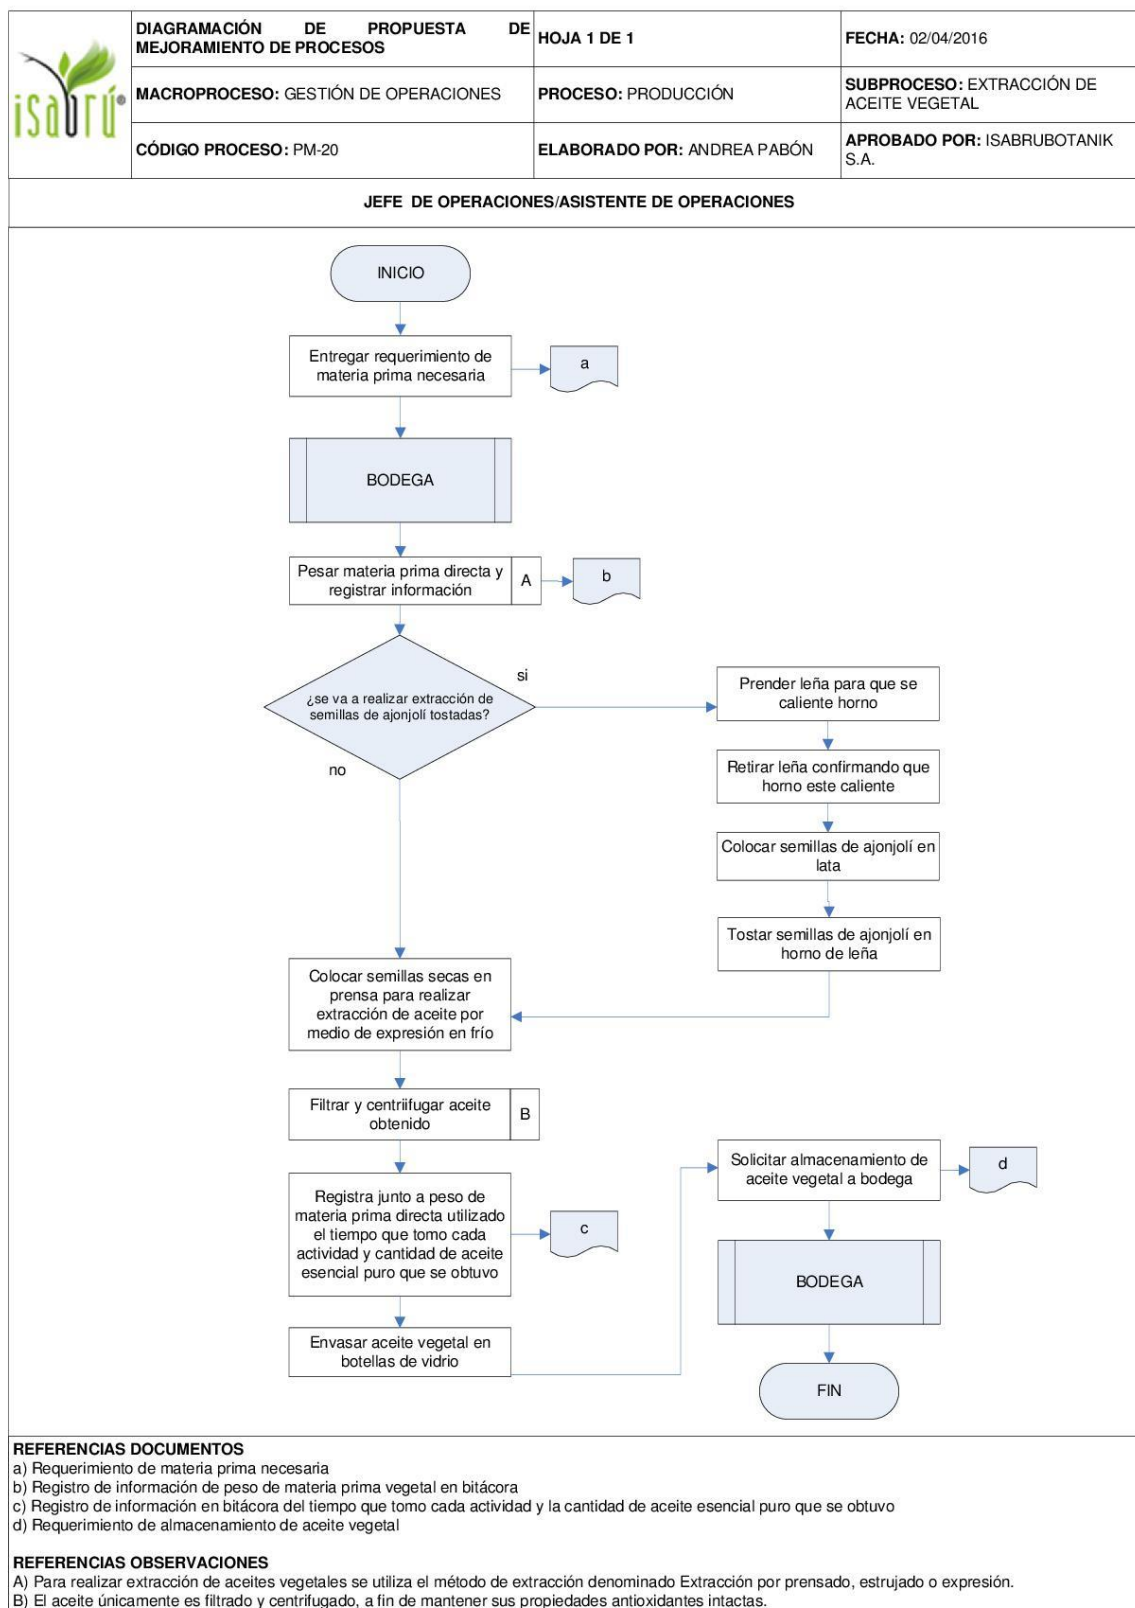 isabrú®
DIAGRAMACIÓN DE PROPUESTA DE
MEJORAMIENTO DE PROCESOS
HOJA 1 DE 1
FECHA: 02/04/2016
MACROPROCESO: GESTIÓN DE OPERACIONES
PROCESO: PRODUCCIÓN
SUBPROCESO: EXTRACCIÓN DE
ACEITE VEGETAL
CÓDIGO PROCESO: PM-20
ELABORADO POR: ANDREA PABÓN
APROBADO POR: ISABRUBOTANIK
S.A.
JEFE DE OPERACIONES/ASISTENTE DE OPERACIONES
INICIO
Entregar requerimiento de
materia prima necesaria
a
BODEGA
Pesar materia prima directa y
registrar información
A
b
¿se va a realizar extracción de
semillas de ajonjolí tostadas?
si
no
Prender leña para que se
caliente horno
Retirar leña confirmando que
horno este caliente
Colocar semillas de ajonjolí en
lata
Tostar semillas de ajonjolí en
horno de leña
Colocar semillas secas en
prensa para realizar
extracción de aceite por
medio de expresión en frío
Filtrar y centriifugar aceite
obtenido
B
Registra junto a peso de
materia prima directa utilizado
el tiempo que tomo cada
actividad y cantidad de aceite
esencial puro que se obtuvo
c
Envasar aceite vegetal en
botellas de vidrio
Solicitar almacenamiento de
aceite vegetal a bodega
d
BODEGA
FIN
REFERENCIAS DOCUMENTOS
a) Requerimiento de materia prima necesaria
b) Registro de información de peso de materia prima vegetal en bitácora
c) Registro de información en bitácora del tiempo que tomo cada actividad y la cantidad de aceite esencial puro que se obtuvo
d) Requerimiento de almacenamiento de aceite vegetal
REFERENCIAS OBSERVACIONES
A) Para realizar extracción de aceites vegetales se utiliza el método de extracción denominado Extracción por prensado, estrujado o expresión.
B) El aceite únicamente es filtrado y centrifugado, a fin de mantener sus propiedades antioxidantes intactas.